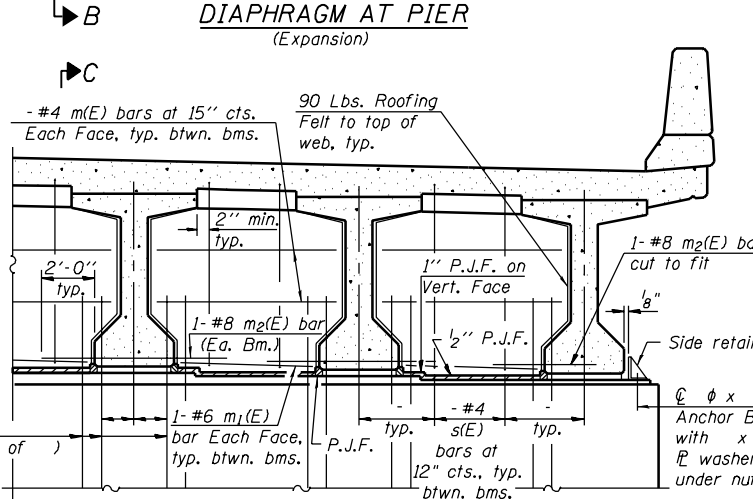 B
DIAPHRAGM AT PIER
(Expansion)
C
- #4 m(E) bars at 15" cts.
Each Face, typ. btwn. bms.
90 Lbs. Roofing
Felt to top of
web, typ.
2" min.
typ.
2'-0"
typ.
1" P.J.F. on
Vert. Face
1-#8 m2(E) ba
cut to fit
1/8"
1-#8 m2(E) bar
(Ea. Bm.)
1/2" P.J.F.
Side retain
1-#6 m1(E)
bar Each Face,
typ. btwn. bms.
P.J.F.
-
typ.
- #4
s(E)
bars at
12" cts., typ.
btwn. bms.
-
typ.
℄ ϕ x
Anchor B
with x
PL washer
under nu
of )